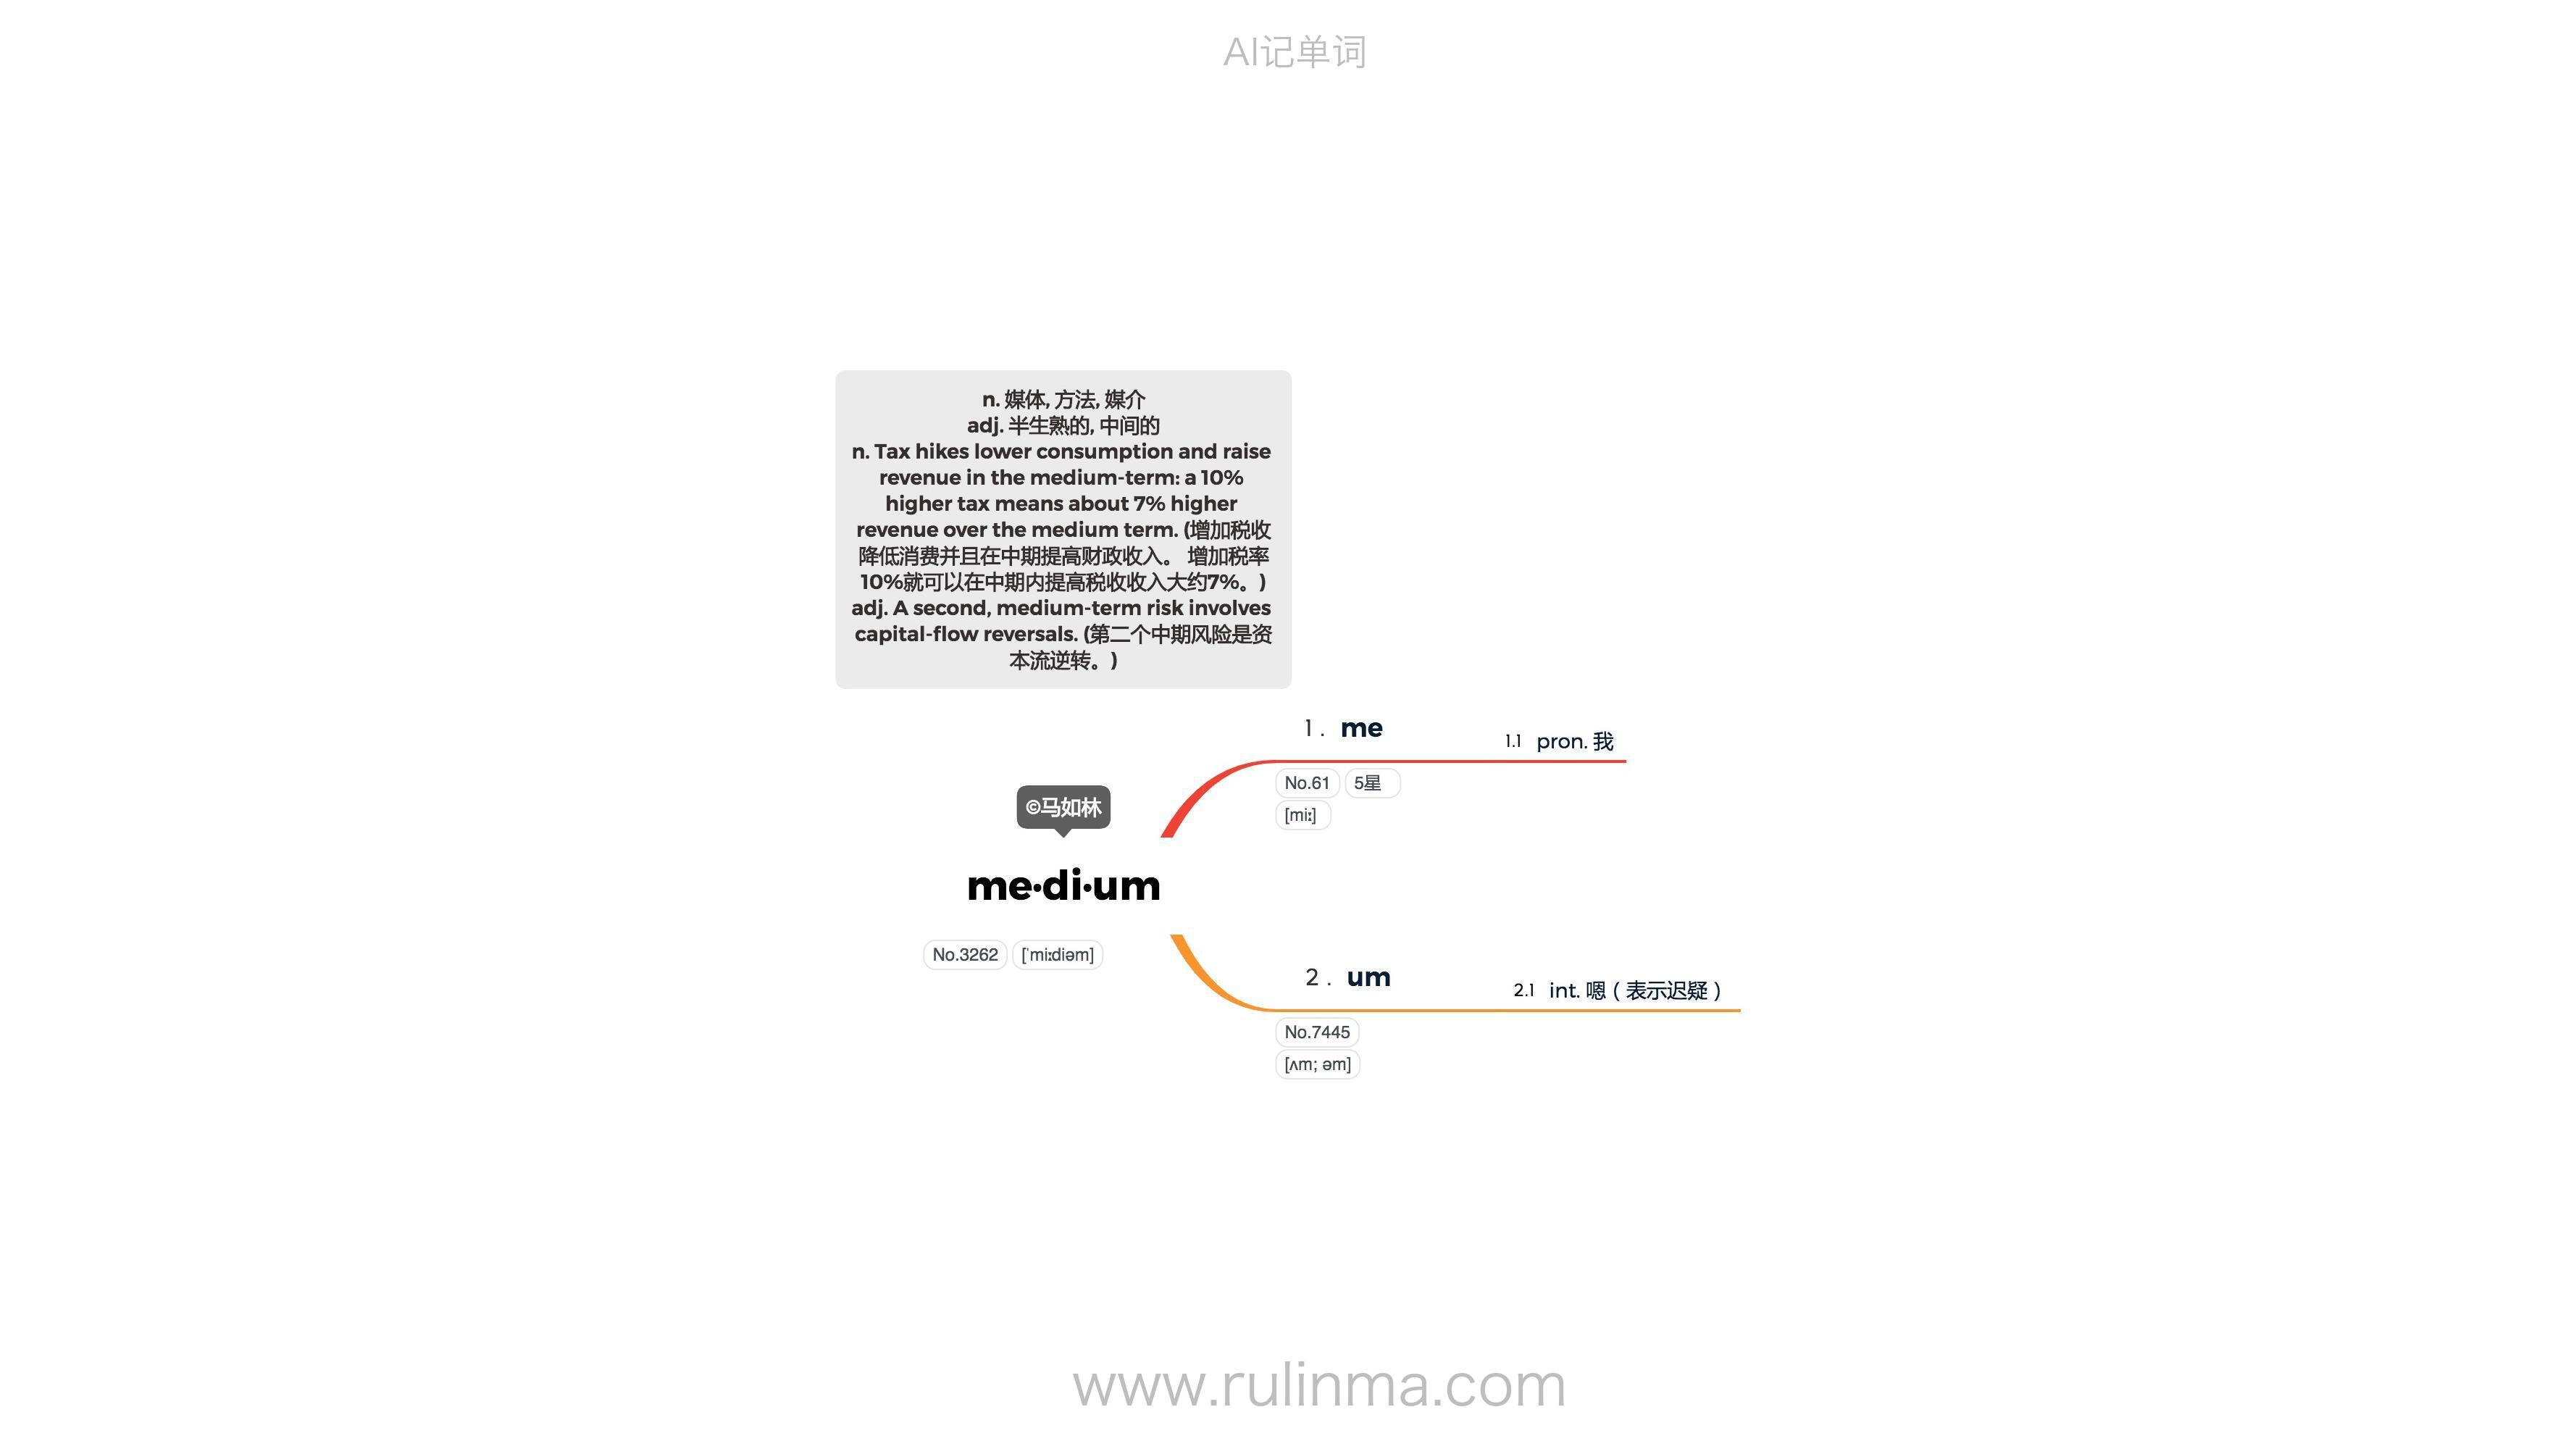 AI记单词
n. 媒体, 方法, 媒介
adj. 半生熟的, 中间的
n. Tax hikes lower consumption and raise
revenue in the medium-term: a 10%
higher tax means about 7% higher
revenue over the medium term. (增加税收
降低消费并且在中期提高财政收入。 增加税率
10%就可以在中期内提高税收收入大约7%。)
adj. A second, medium-term risk involves
capital-flow reversals. (第二个中期风险是资
本流逆转。)
1. me
1.1 pron. 我
No.61 5星
[miː]
©马如林
me·di·um
No.3262 [ˈmiːdiəm]
2. um
2.1 int. 嗯（表示迟疑）
No.7445
[ʌm; əm]
www.rulinma.com